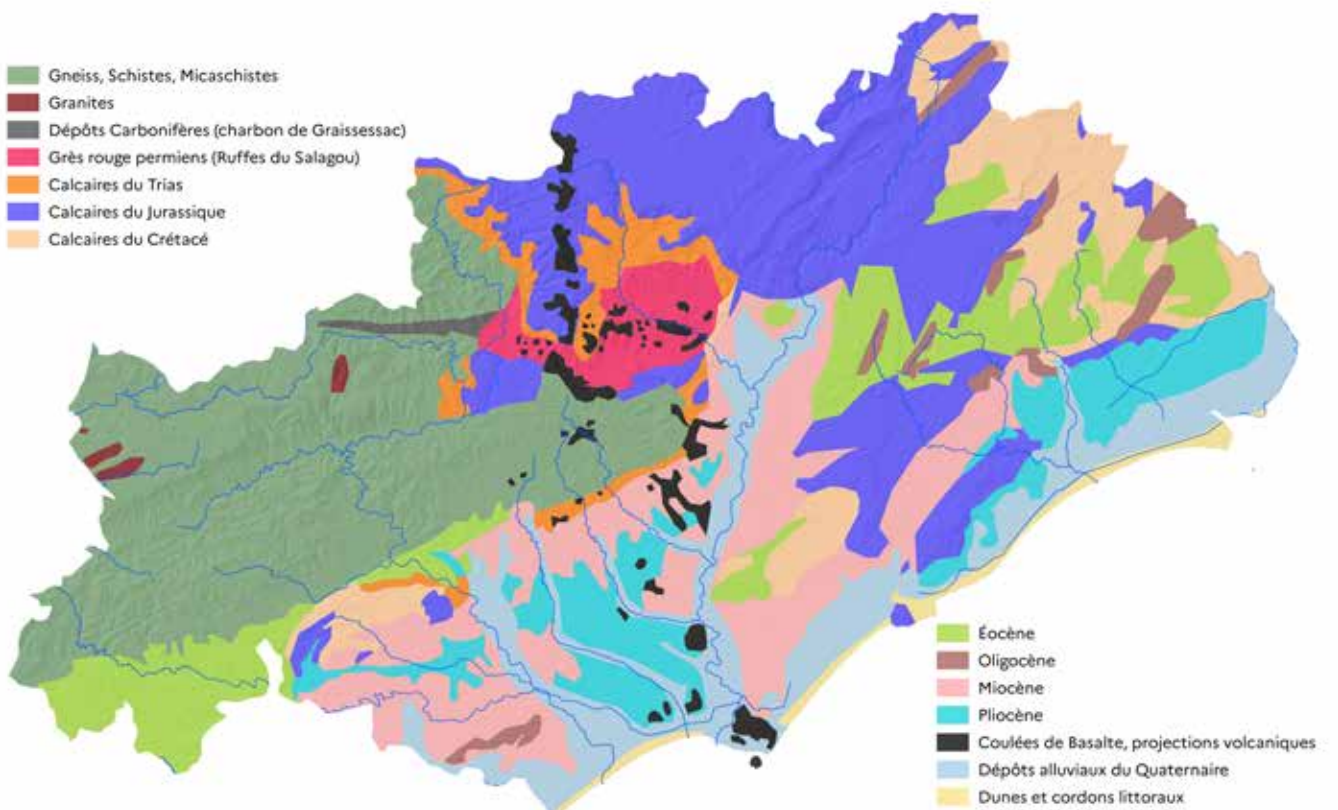 Gneiss, Schistes, Micaschistes
Granites
Dépôts Carbonifères (charbon de Graissessac)
Grès rouge permiens (Ruffes du Salagou)
Calcaires du Trias
Calcaires du Jurassique
Calcaires du Crétacé
Éocène
Oligocène
Miocène
Pliocène
Coulées de Basalte, projections volcaniques
Dépôts alluviaux du Quaternaire
Dunes et cordons littoraux